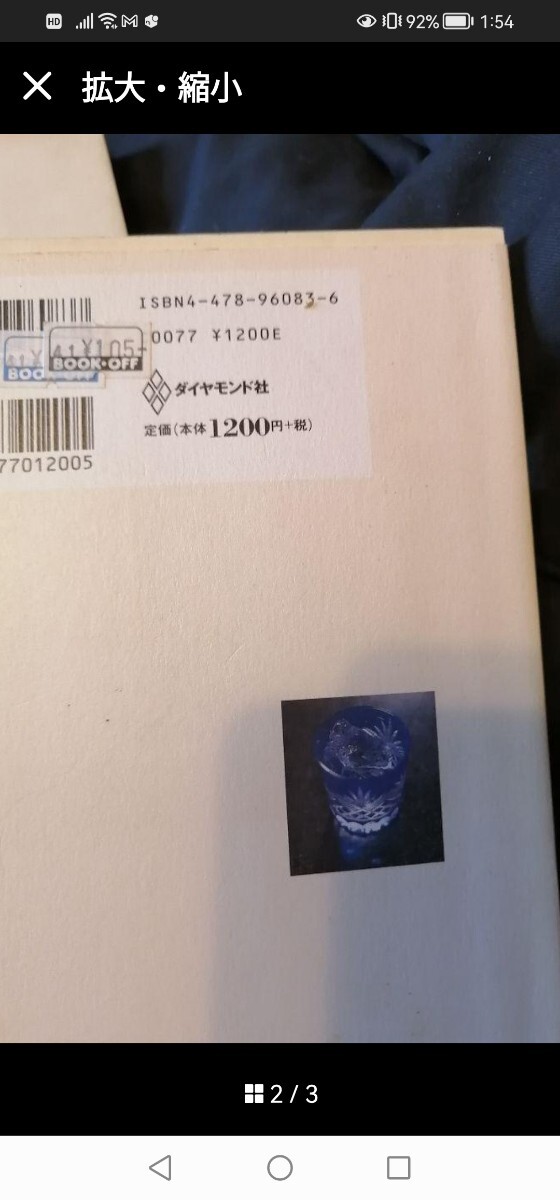 HD 92% 1:54
拡大・縮小
ISBN4-478-96083-6
0077 ¥1200E
¥105-
BOOK•OFF
ダイヤモンド社
定価(本体1200円+税)
77012005
2 / 3